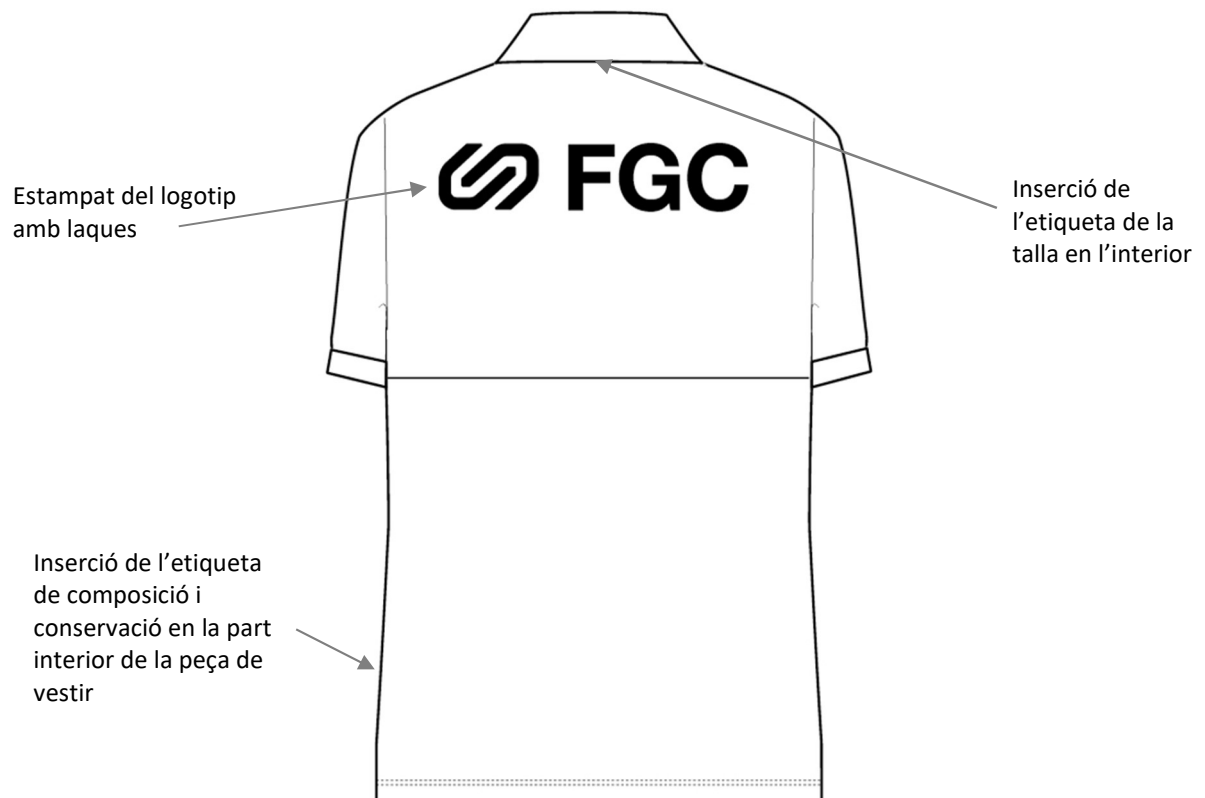 FGC
Estampat del logotip
amb laques
Inserció de
l’etiqueta de la
talla en l’interior
Inserció de l’etiqueta
de composició i
conservació en la part
interior de la peça de
vestir